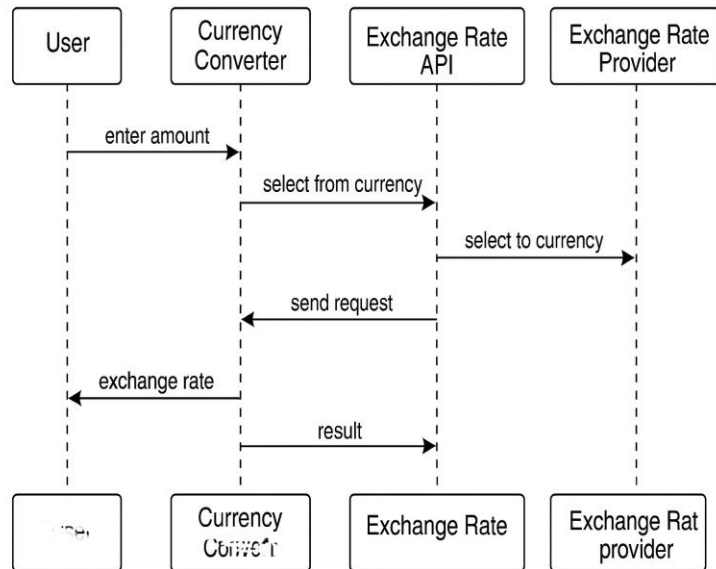 User
Currency
Converter
Exchange Rate
API
Exchange Rate
Provider
enter amount
select from currency
select to currency
send request
exchange rate
result
Currency
Exchange Rate
Exchange Rat
provider